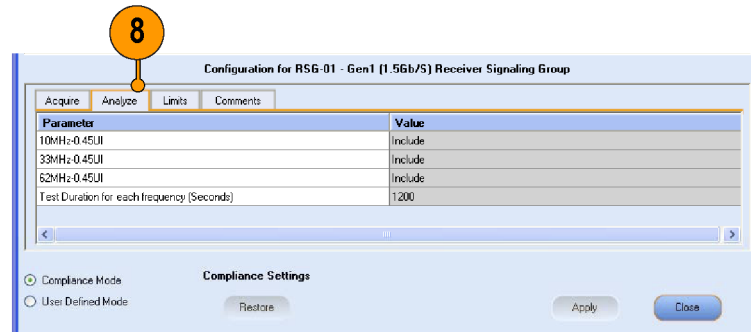 8
Configuration for RSG-01 - Gen1 (1.5Gb/S) Receiver Signaling Group
Acquire Analyze Limits Comments
Parameter Value
10MHz-0.45UI Include
33MHz-0.45UI Include
62MHz-0.45UI Include
Test Duration for each frequency (Seconds) 1200
Compliance Mode Compliance Settings
User Defined Mode Restore Apply Close